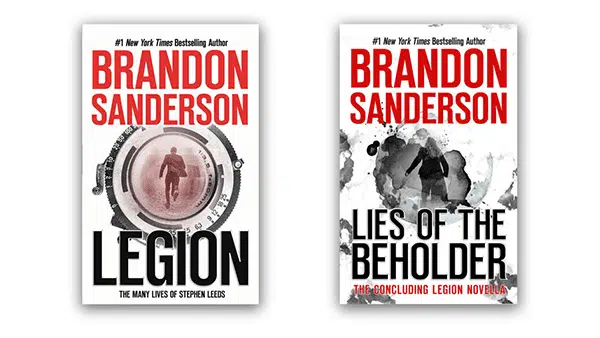 #1 New York Times Bestselling Author
BRANDON
SANDERSON
LEGION
THE MANY LIVES OF STEPHEN LEEDS
#1 New York Times Bestselling Author
BRANDON
SANDERSON
LIES OF THE
BEHOLDER
THE CONCLUDING LEGION NOVELLA